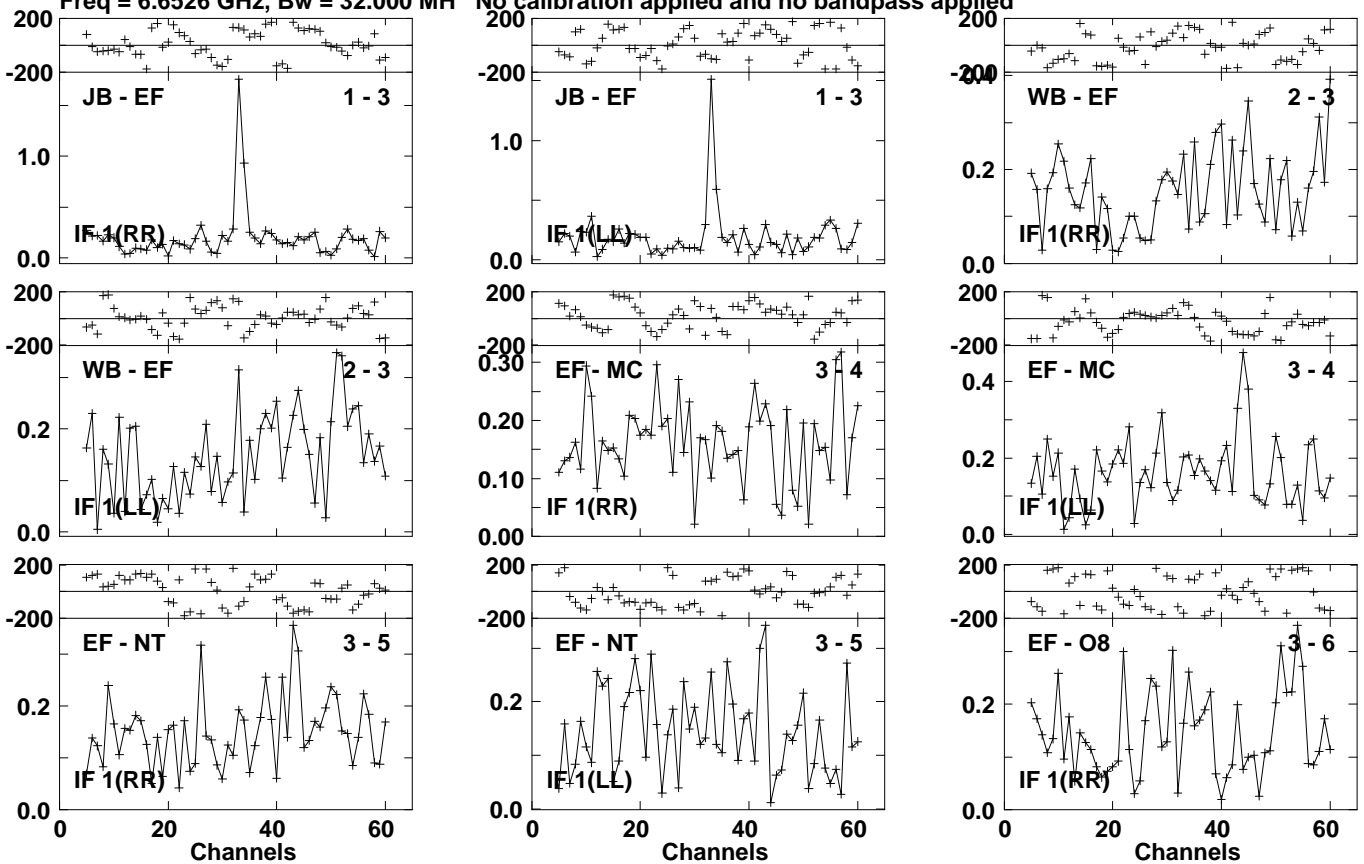 Freq = 6.6526 GHz, Bw = 32.000 MH No calibration applied and no bandpass applied
200 200 200
-200 -200 -200
0.4
JB - EF 1 - 3 JB - EF 1 - 3 WB - EF 2 - 3
1.0 1.0 0.2
IF 1(RR) IF 1(LL) IF 1(RR)
0.0 0.0 0.0
200 200 200
-200 -200 -200
WB - EF 2 - 3 EF - MC 3 - 4 EF - MC 3 - 4
0.30 0.4
0.2 0.20 0.2
0.10
IF 1(LL) IF 1(RR) IF 1(LL)
0.0 0.00 0.0
200 200 200
-200 -200 -200
EF - NT 3 - 5 EF - NT 3 - 5 EF - O8 3 - 6
0.2 0.2 0.2
IF 1(RR) IF 1(LL) IF 1(RR)
0.0 0.0 0.0
0 20 40 60 0 20 40 60 0 20 40 60
Channels Channels Channels